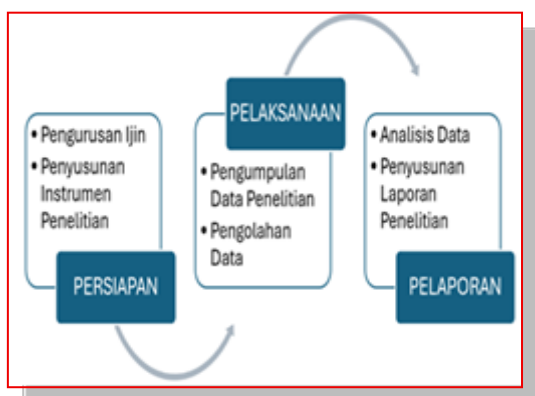 • Pengurusan Ijin
• Penyusunan
Instrumen
Penelitian
PERSIAPAN
PELAKSANAAN
• Pengumpulan
Data Penelitian
• Pengolahan
Data
• Analisis Data
• Penyusunan
Laporan
Penelitian
PELAPORAN